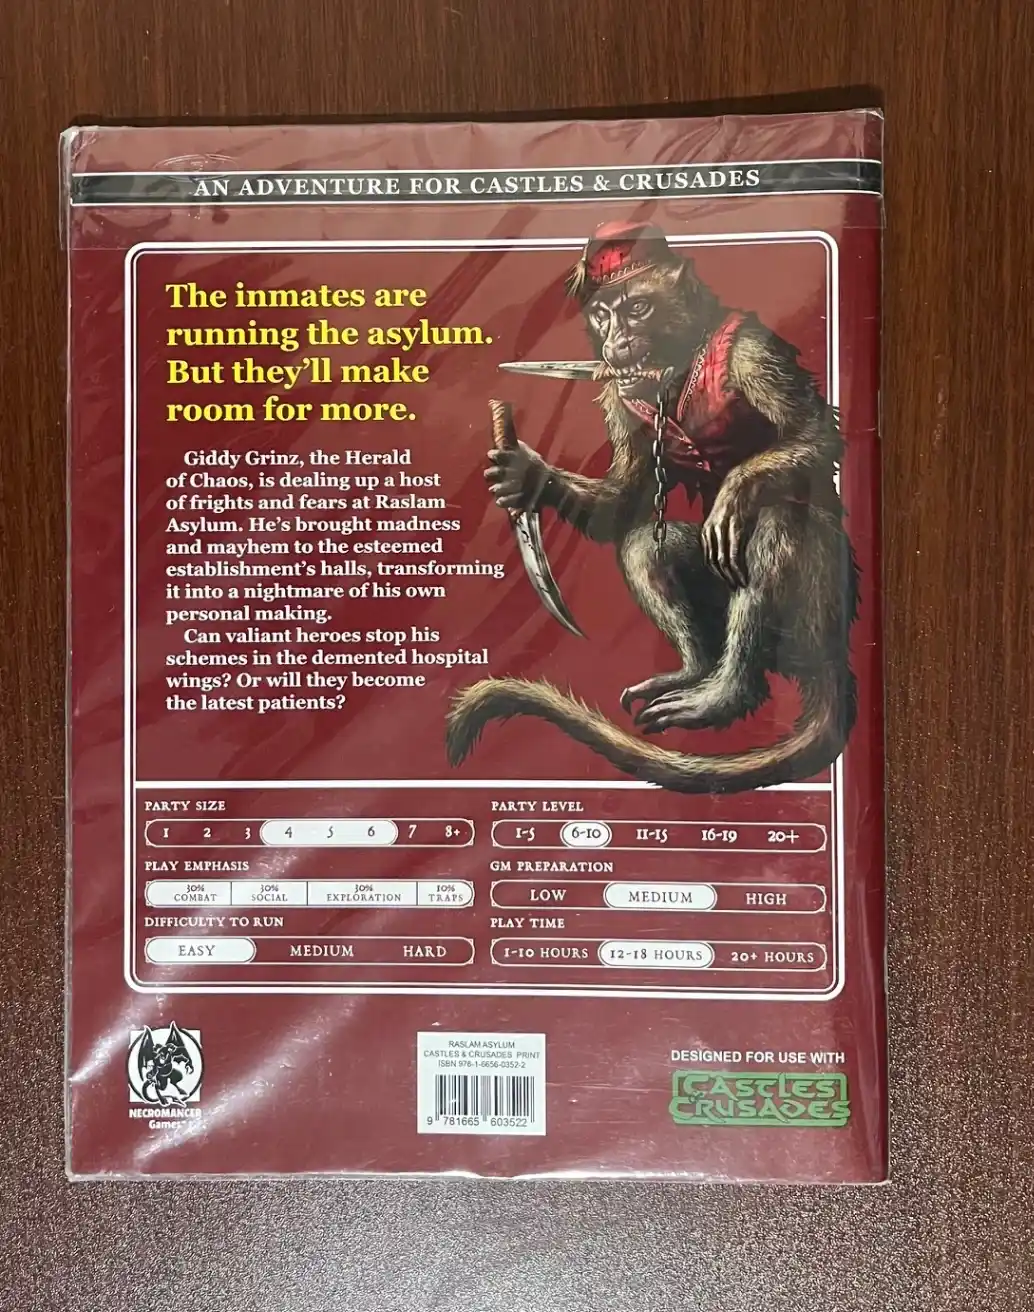 AN ADVENTURE FOR CASTLES & CRUSADES
The inmates are
running the asylum.
But they'll make
room for more.
Giddy Grinz, the Herald
of Chaos, is dealing up a host
of frights and fears at Raslam
Asylum. He's brought madness
and mayhem to the esteemed
establishment's halls, transforming
it into a nightmare of his own
personal making.
Can valiant heroes stop his
schemes in the demented hospital
wings? Or will they become
the latest patients?
PARTY SIZE
1 2 3 4 5 6 7 8+
PLAY EMPHASIS
30% COMBAT 30% SOCIAL 30% EXPLORATION 10% TRAPS
DIFFICULTY TO RUN
EASY MEDIUM HARD
PARTY LEVEL
1-5 6-10 11-15 16-19 20+
GM PREPARATION
LOW MEDIUM HIGH
PLAY TIME
1-10 HOURS 12-18 HOURS 20+ HOURS
NECROMANCER
Games
RASLAM ASYLUM
CASTLES & CRUSADES PRINT
ISBN 978-1-6656-0352-2
9 781665 603522
DESIGNED FOR USE WITH
CASTLES &
CRUSADES